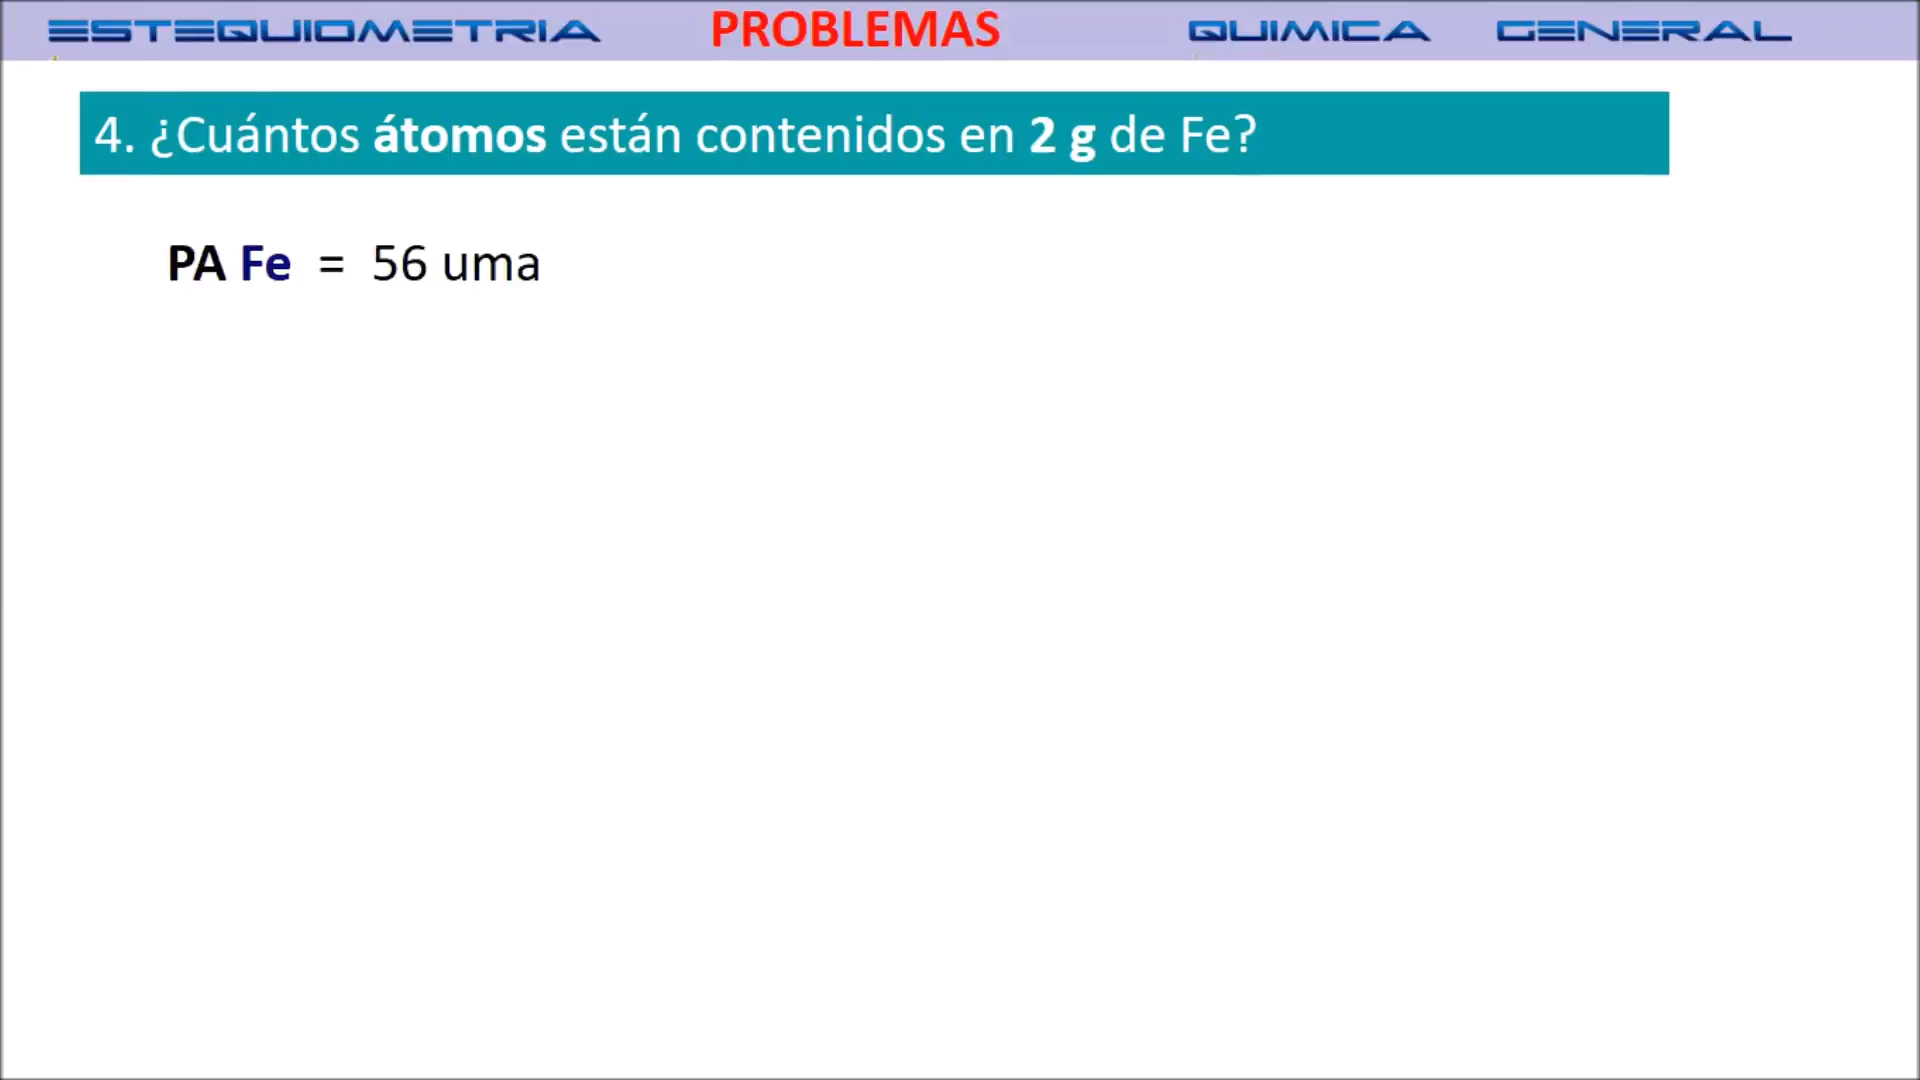 ESTEQUIOMETRIA PROBLEMAS QUIMICA GENERAL
4. ¿Cuántos átomos están contenidos en 2 g de Fe?
PA Fe = 56 uma